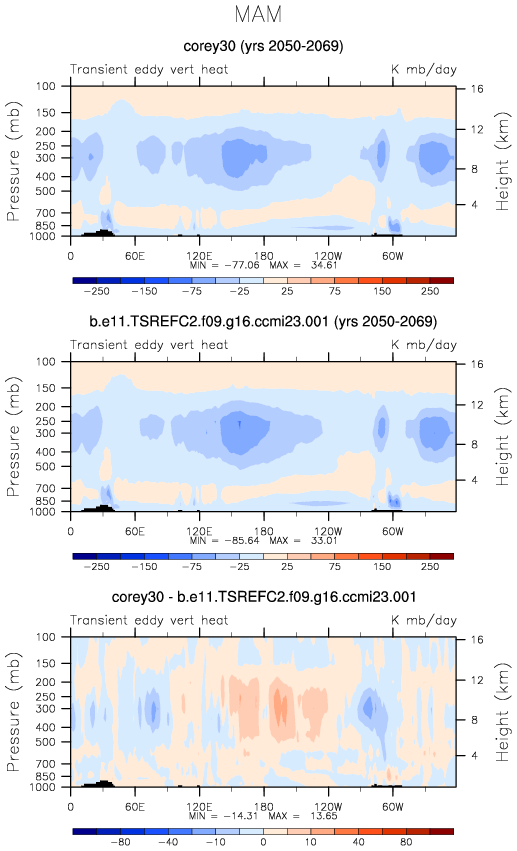 MAM
corey30 (yrs 2050-2069)
Transient eddy vert heat K mb/day
Pressure (mb)
100
150
200
250
300
400
500
700
850
1000
16
12
8
4
Height (km)
0 60E 120E 180 120W 60W
MIN = -77.06 MAX = 34.61
-250 -150 -75 -25 25 75 150 250
b.e11.TSREFC2.f09.g16.ccmi23.001 (yrs 2050-2069)
Transient eddy vert heat K mb/day
Pressure (mb)
100
150
200
250
300
400
500
700
850
1000
16
12
8
4
Height (km)
0 60E 120E 180 120W 60W
MIN = -85.64 MAX = 33.01
-250 -150 -75 -25 25 75 150 250
corey30 - b.e11.TSREFC2.f09.g16.ccmi23.001
Transient eddy vert heat K mb/day
Pressure (mb)
100
150
200
250
300
400
500
700
850
1000
16
12
8
4
Height (km)
0 60E 120E 180 120W 60W
MIN = -14.31 MAX = 13.65
-80 -40 -10 0 10 40 80